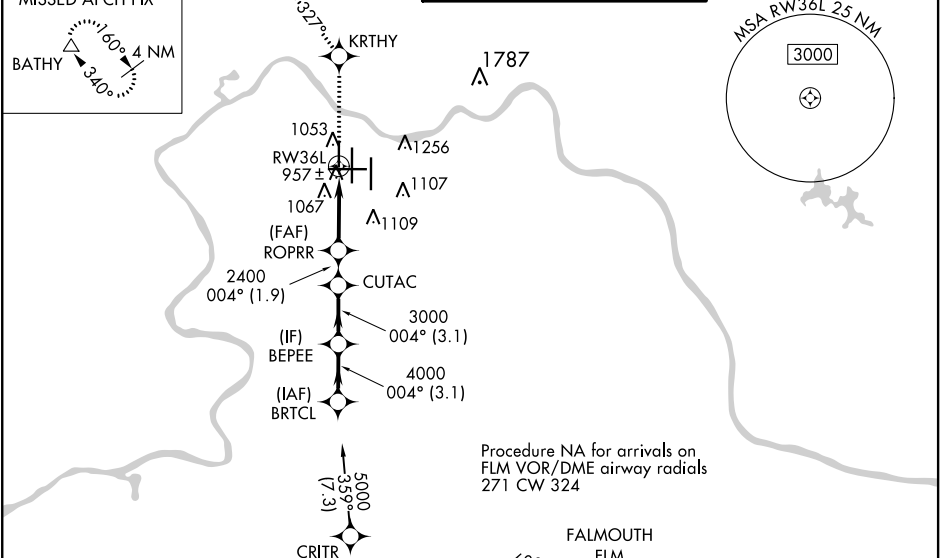 MISSED APCH FIX
BATHY
160°
4 NM
340°
327°
KRTHY
1787
MSA RW36L 25 NM
3000
1053
RW36L
957 ±
1256
1107
1067
1109
(FAF)
ROPRR
2400
004° (1.9)
CUTAC
3000
004° (3.1)
(IF)
BEPEE
4000
004° (3.1)
(IAF)
BRTCL
5000
359°
(7.3)
CRITR
Procedure NA for arrivals on
FLM VOR/DME airway radials
271 CW 324
FALMOUTH
FLM